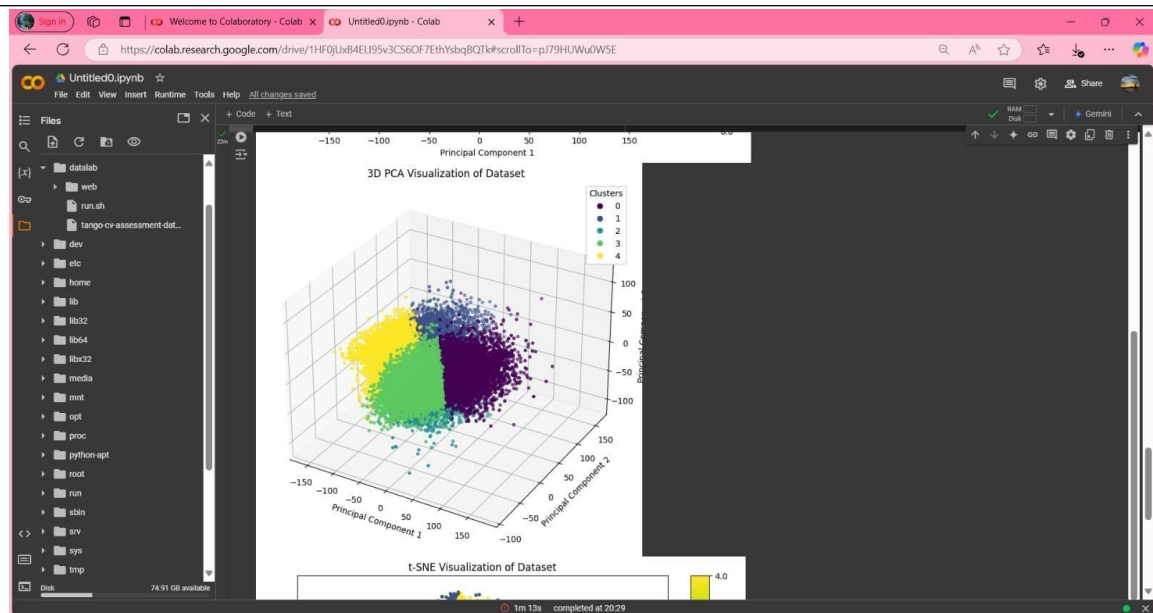 Sign in
Welcome to Colaboratory - Colab
Untitled0.ipynb - Colab
https://colab.research.google.com/drive/1HF0jUxB4ELI95v3CS6OF7EthYsbqBQTk#scrollTo=pJ79HUWu0W5E
Untitled0.ipynb
File Edit View Insert Runtime Tools Help All changes saved
Share
Files
+ Code + Text
RAM
Disk
Gemini
22m
{x}
datalab
web
run.sh
tango-cv-assessment-dat...
dev
etc
home
lib
lib32
lib64
libx32
media
mnt
opt
proc
python-apt
root
run
sbin
srv
sys
tmp
Disk 74.91 GB available
−150 −100 −50 0 50 100 150
Principal Component 1
3D PCA Visualization of Dataset
Clusters
0
1
2
3
4
100
50
0
−50
−100
150
100
50
0
−50
−100
Principal Component 2
−150
−100
−50
0
50
100
150
Principal Component 1
t-SNE Visualization of Dataset
4.0
1m 13s completed at 20:29